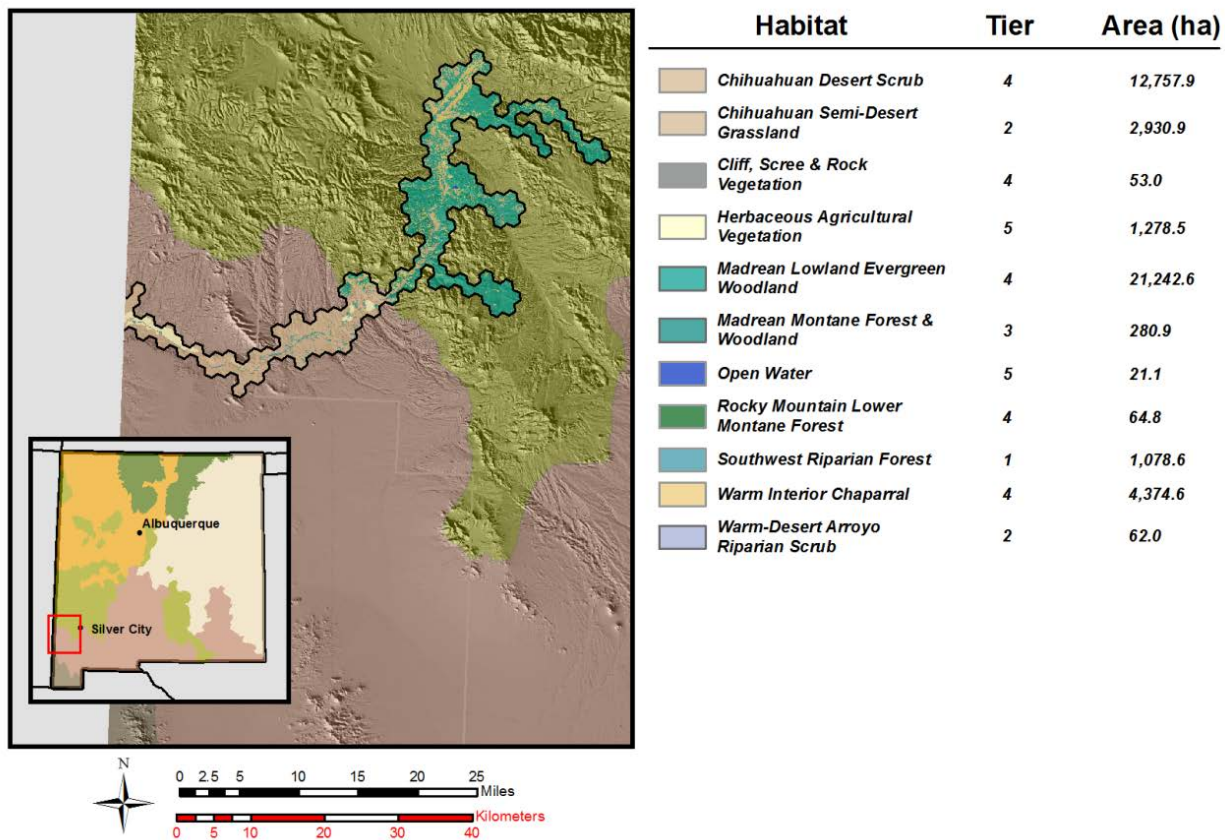 Habitat Tier Area (ha)
Chihuahuan Desert Scrub 4 12,757.9
Chihuahuan Semi-Desert
Grassland 2 2,930.9
Cliff, Scree & Rock
Vegetation 4 53.0
Herbaceous Agricultural
Vegetation 5 1,278.5
Madrean Lowland Evergreen
Woodland 4 21,242.6
Madrean Montane Forest &
Woodland 3 280.9
Open Water 5 21.1
Rocky Mountain Lower
Montane Forest 4 64.8
Southwest Riparian Forest 1 1,078.6
Warm Interior Chaparral 4 4,374.6
Warm-Desert Arroyo
Riparian Scrub 2 62.0
Albuquerque
Silver City
N
0 2.5 5 10 15 20 25
Miles
Kilometers
0 5 10 20 30 40